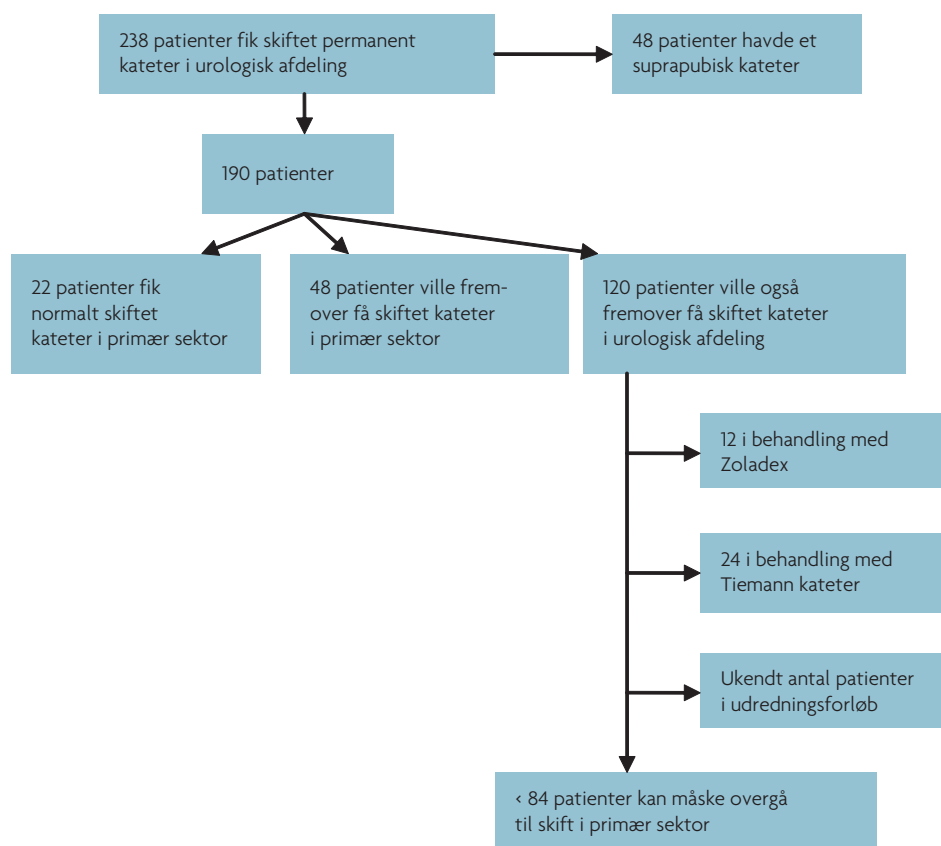 238 patienter fik skiftet permanent
kateter i urologisk afdeling
48 patienter havde et
suprapubisk kateter
190 patienter
22 patienter fik
normalt skiftet
kateter i primær sektor
48 patienter ville frem-
over få skiftet kateter
i primær sektor
120 patienter ville også
fremover få skiftet kateter
i urologisk afdeling
12 i behandling med
Zoladex
24 i behandling med
Tiemann kateter
Ukendt antal patienter
i udredningsforløb
‹ 84 patienter kan måske overgå
til skift i primær sektor